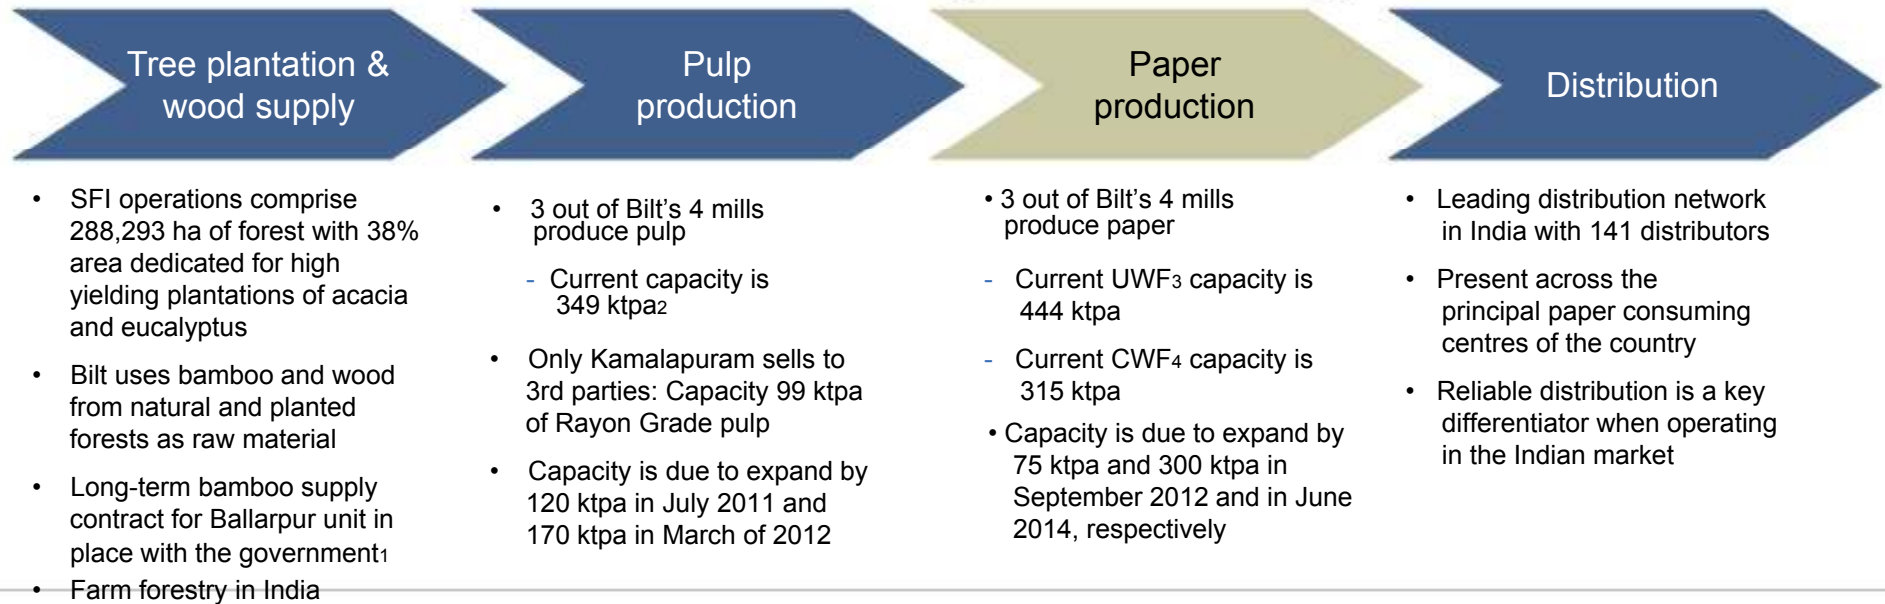 Tree plantation &
wood supply
Pulp
production
Paper
production
Distribution
• SFI operations comprise
288,293 ha of forest with 38%
area dedicated for high
yielding plantations of acacia
and eucalyptus
• Bilt uses bamboo and wood
from natural and planted
forests as raw material
• Long-term bamboo supply
contract for Ballarpur unit in
place with the government1
• Farm forestry in India
• 3 out of Bilt's 4 mills
produce pulp
- Current capacity is
349 ktpa2
• Only Kamalapuram sells to
3rd parties: Capacity 99 ktpa
of Rayon Grade pulp
• Capacity is due to expand by
120 ktpa in July 2011 and
170 ktpa in March of 2012
• 3 out of Bilt's 4 mills
produce paper
- Current UWF3 capacity is
444 ktpa
- Current CWF4 capacity is
315 ktpa
• Capacity is due to expand by
75 ktpa and 300 ktpa in
September 2012 and in June
2014, respectively
• Leading distribution network
in India with 141 distributors
• Present across the
principal paper consuming
centres of the country
• Reliable distribution is a key
differentiator when operating
in the Indian market